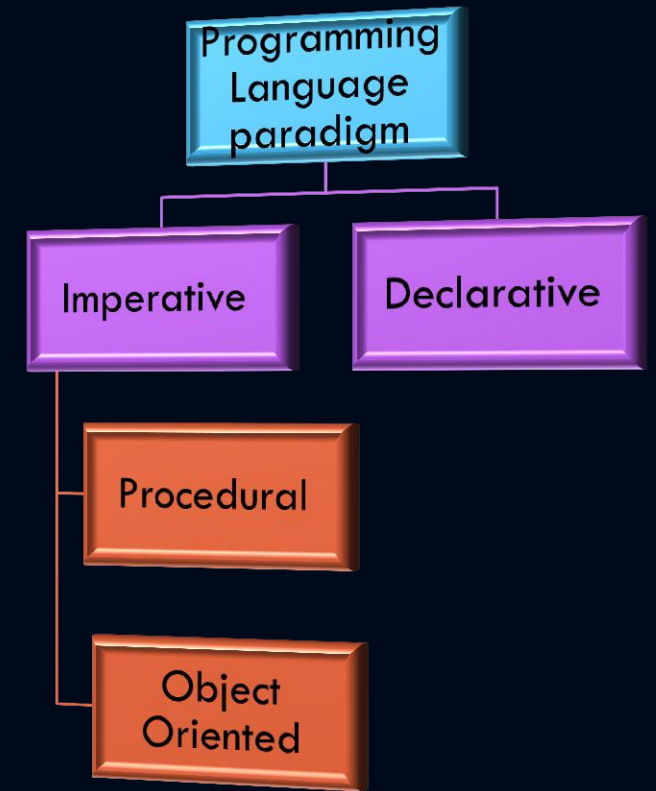 Programming
Language
paradigm
Imperative
Declarative
Procedural
Object
Oriented